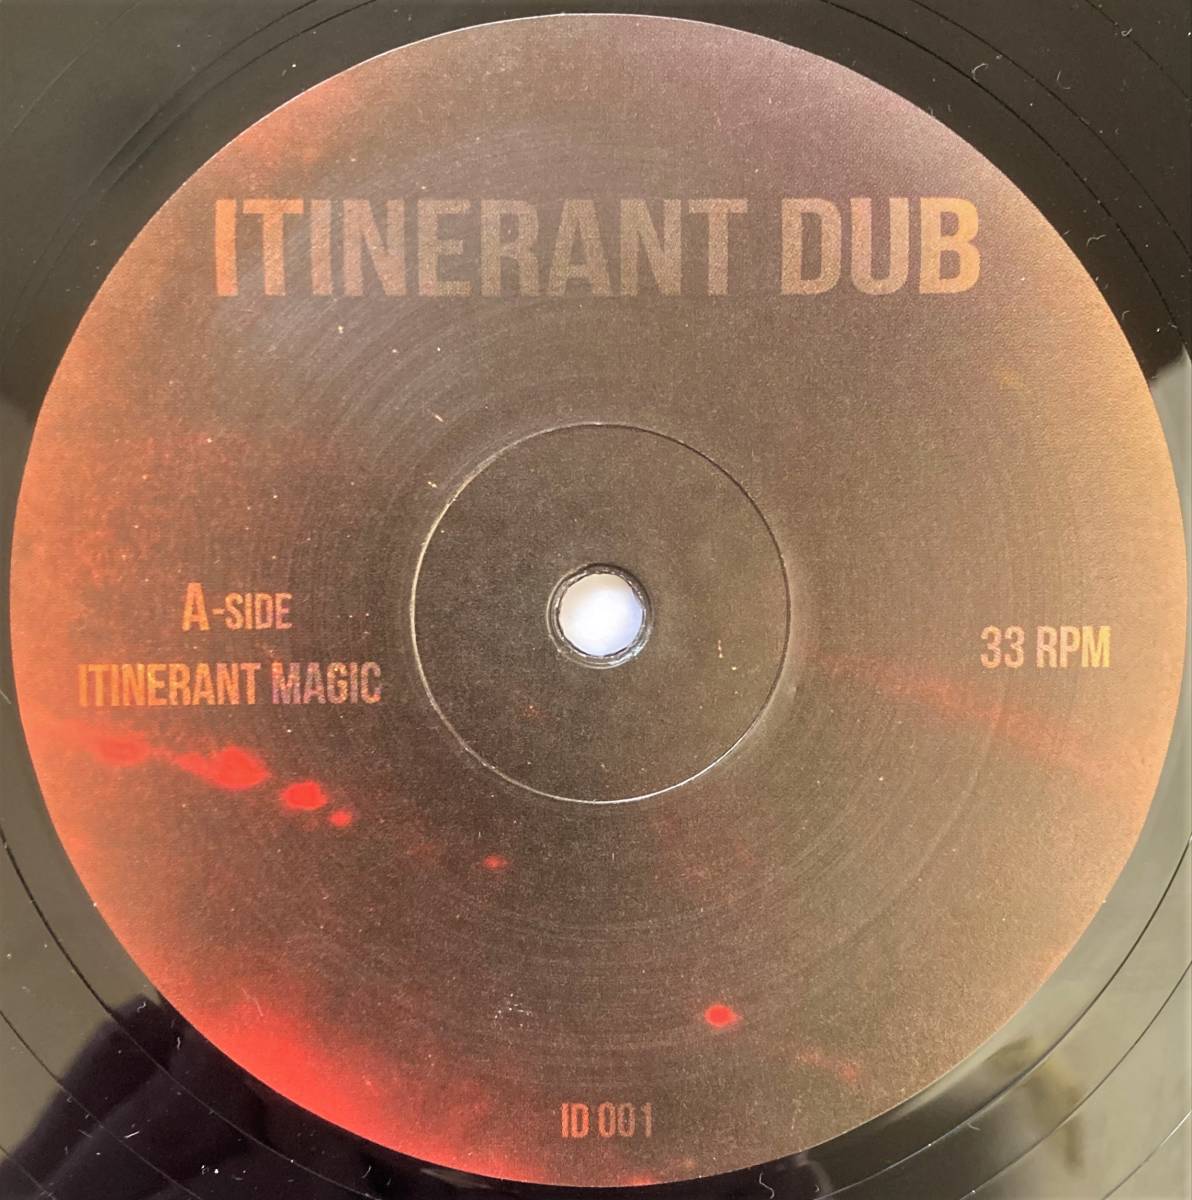 ITINERANT DUB
A-SIDE
ITINERANT MAGIC
33 RPM
ID 001